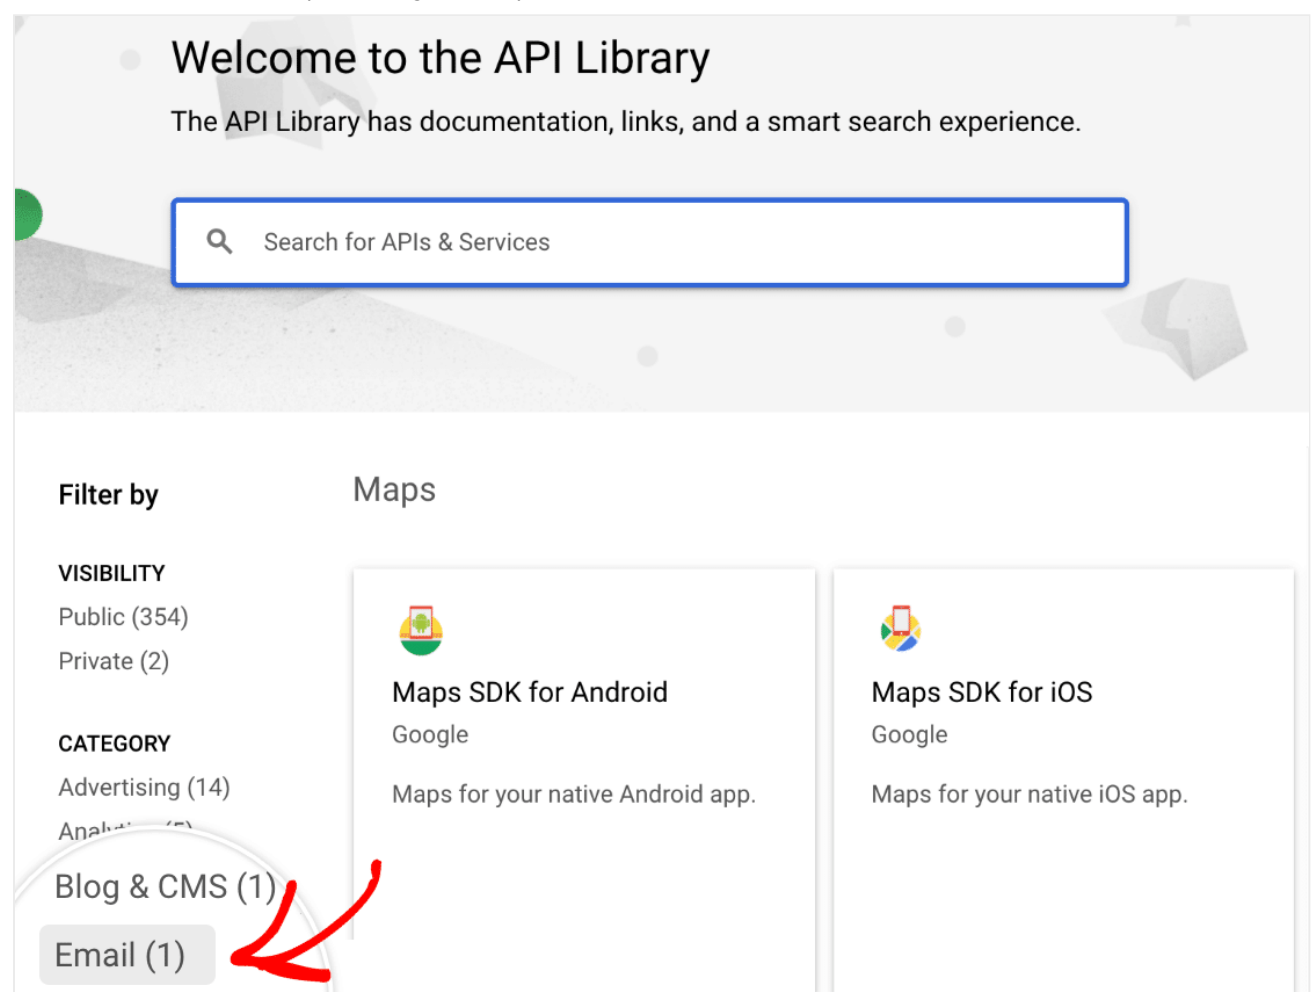 Welcome to the API Library
The API Library has documentation, links, and a smart search experience.
Search for APIs & Services
Filter by
VISIBILITY
Public (354)
Private (2)
CATEGORY
Advertising (14)
Blog & CMS (1)
Email (1)
Maps
Maps SDK for Android
Google
Maps for your native Android app.
Maps SDK for iOS
Google
Maps for your native iOS app.